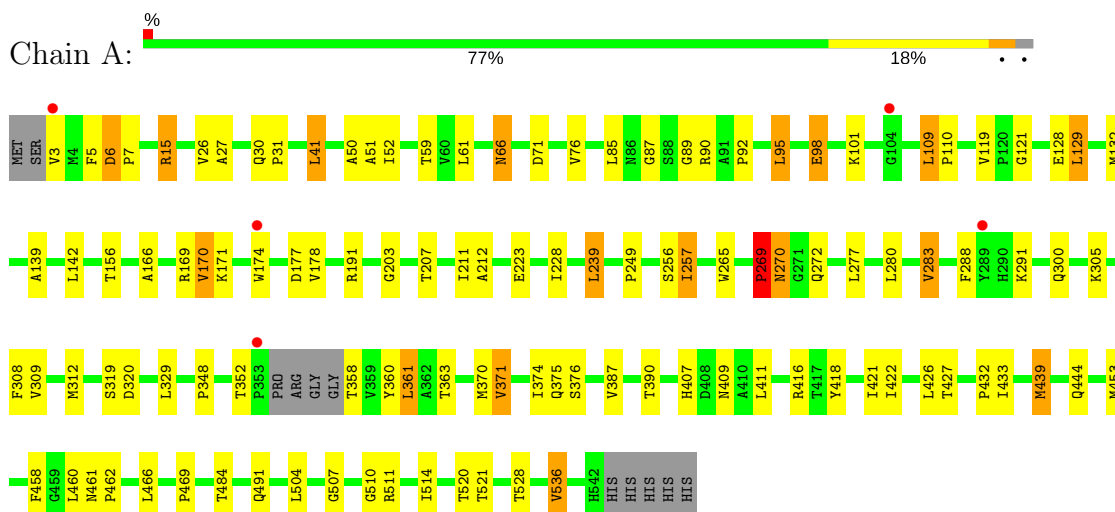 %
Chain A:
77% 18% • •
MET SER V3 M4 F5 D6 P7 R15 V26 A27 Q30 P31 L41 A50 A51 I52 T59 V60 L61 N66 D71 V76 L85 N86 G87 S88 G89 R90 A91 P92 L95 E98 K101 G104 L109 P110 V119 P120 G121 E128 L129 M132
A139 L142 T156 A166 R169 V170 K171 W174 D177 V178 R191 G203 T207 I211 A212 E223 I228 L239 P249 S256 I257 W265 P269 N270 G271 Q272 L277 L280 V283 F288 Y289 H290 K291 Q300 K305
F308 V309 M312 S319 D320 L329 P348 T352 P353 PRO ARG GLY GLY T358 V359 Y360 L361 A362 T363 M370 V371 I374 Q375 S376 V387 T390 H407 D408 N409 A410 L411 R416 T417 Y418 I421 I422 L426 T427 P432 I433 M439 Q444 M453
F458 G459 L460 N461 P462 L466 P469 T484 Q491 L504 G507 G510 R511 I514 T520 T521 T528 V536 H542 HIS HIS HIS HIS HIS